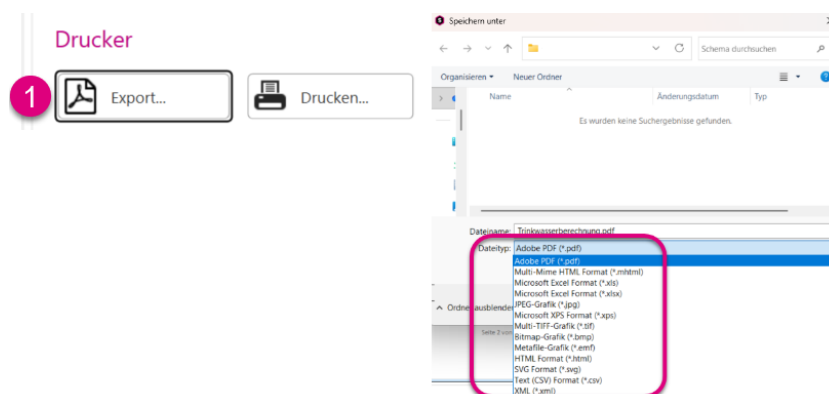 Drucker
1
Export...
Drucken...
Speichern unter
Schema durchsuchen
Organisieren
Neuer Ordner
Name
Änderungsdatum
Typ
Es wurden keine Suchergebnisse gefunden.
Dateiname: Trinkwasserberechnung.pdf
Dateityp: Adobe PDF (*.pdf)
Adobe PDF (*.pdf)
Multi-Mime HTML Format (*.mhtml)
Microsoft Excel Format (*.xls)
Microsoft Excel Format (*.xlsx)
JPEG-Grafik (*.jpg)
Microsoft XPS Format (*.xps)
Multi-TIFF-Grafik (*.tif)
Bitmap-Grafik (*.bmp)
Metafile-Grafik (*.emf)
HTML Format (*.html)
SVG Format (*.svg)
Text (CSV) Format (*.csv)
XML (*.xml)
Ordner ausblenden
Seite 2 von